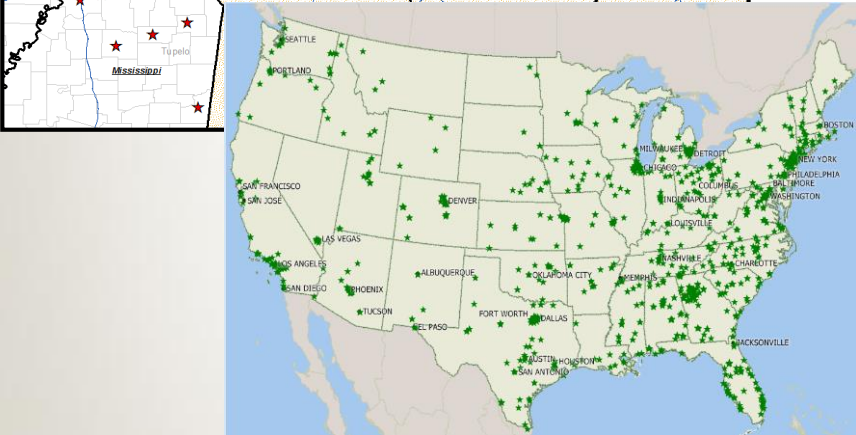 Tupelo
Mississippi
SEATTLE
PORTLAND
BOSTON
MILWAUKEE
DETROIT
CHICAGO
NEW YORK
PHILADELPHIA
SAN FRANCISCO
COLUMBUS
BALTIMORE
SAN JOSE
DENVER
INDIANAPOLIS
WASHINGTON
LOUISVILLE
LAS VEGAS
LOS ANGELES
NASHVILLE
CHARLOTTE
ALBUQUERQUE
OKLAHOMA CITY
MEMPHIS
SAN DIEGO
PHOENIX
TUCSON
FORT WORTH
DALLAS
EL PASO
JACKSONVILLE
AUSTIN
HOUSTON
SAN ANTONIO